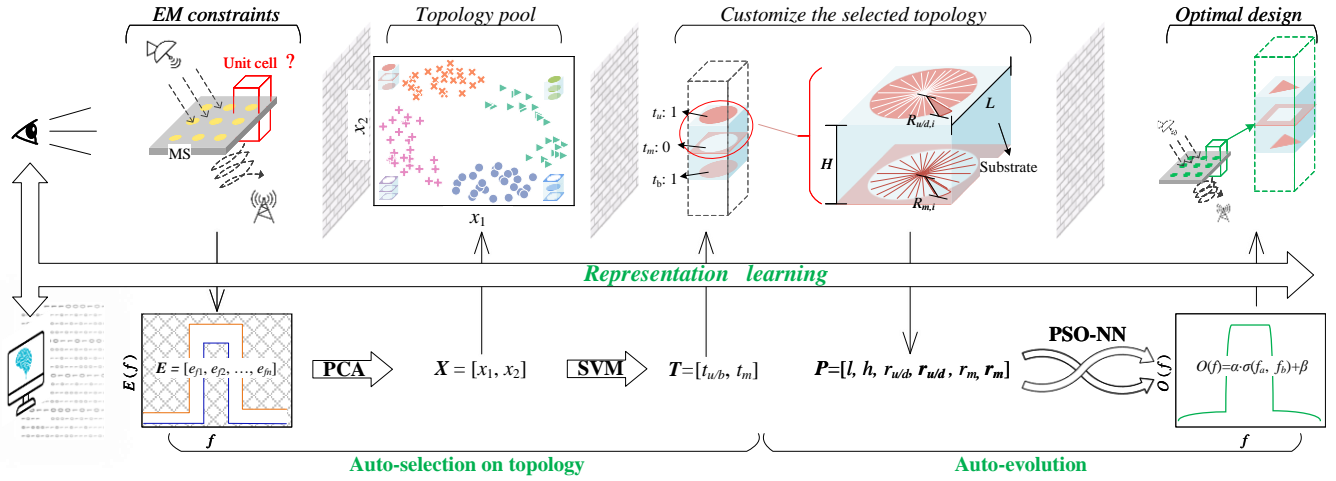 EM constraints
Topology pool
Customize the selected topology
Optimal design
Unit cell ?
MS
x2
x1
tu: 1
tm: 0
tb: 1
H
Ru/d,i
L
Substrate
Rm,i
Representation learning
E(f)
E = [ef1, ef2, …, efn]
f
PCA
X = [x1, x2]
SVM
T=[tu/b, tm]
P=[l, h, ru/d, ru/d , rm, rm]
PSO-NN
O(f)
O(f)=α·σ(fa, fb)+β
f
Auto-selection on topology
Auto-evolution